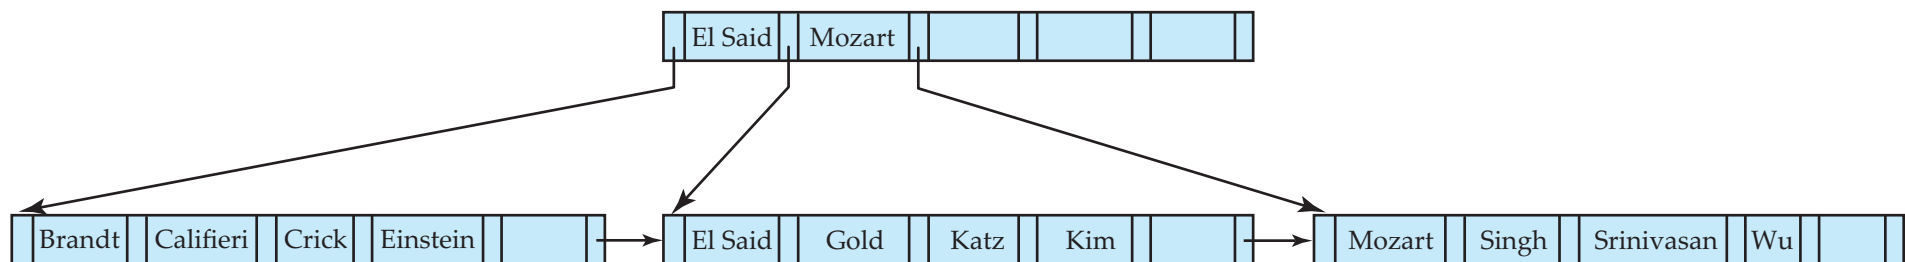 El Said Mozart
Brandt Califieri Crick Einstein El Said Gold Katz Kim Mozart Singh Srinivasan Wu